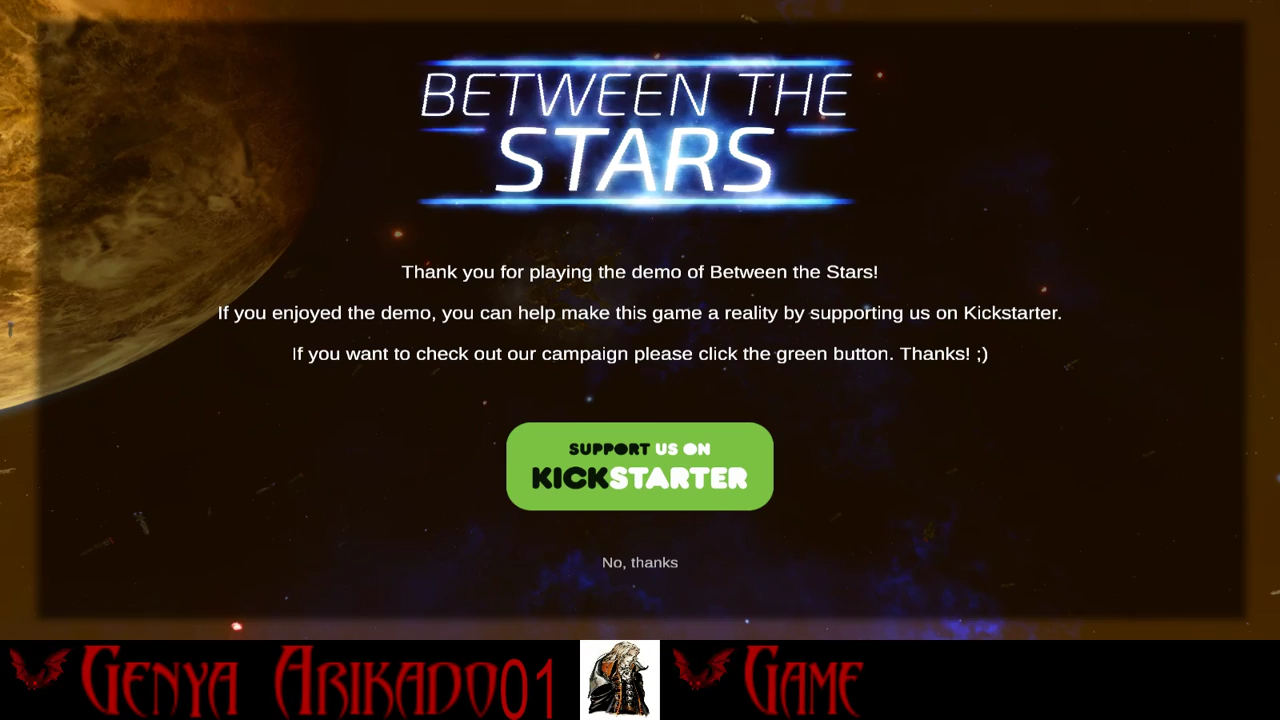 BETWEEN THE
STARS
Thank you for playing the demo of Between the Stars!
If you enjoyed the demo, you can help make this game a reality by supporting us on Kickstarter.
If you want to check out our campaign please click the green button. Thanks! ;)
SUPPORT US ON
KICKSTARTER
No, thanks
Genya Arikado01 Game